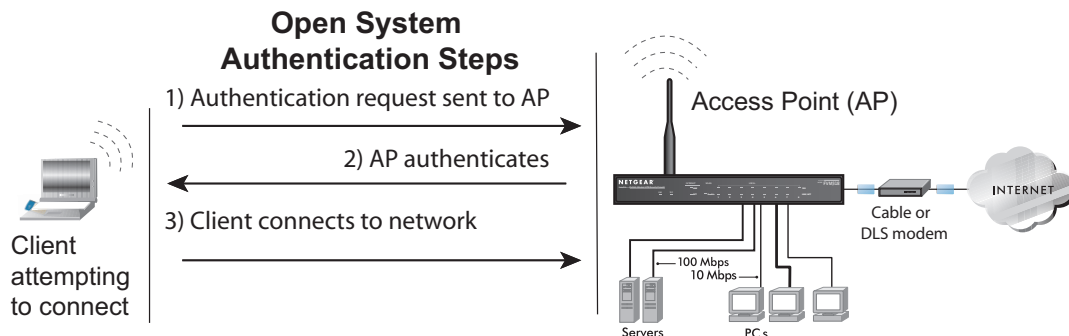 Open System
Authentication Steps
1) Authentication request sent to AP
2) AP authenticates
3) Client connects to network
Client
attempting
to connect
Access Point (AP)
NETGEAR
INTERNET
Cable or
DLS modem
100 Mbps
10 Mbps
Servers
PCs